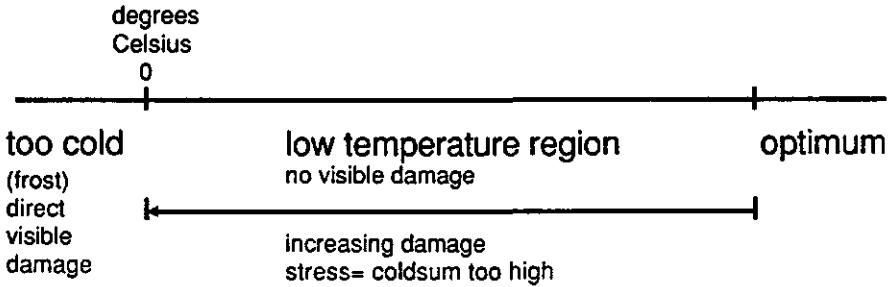 degrees
Celsius
0
too cold
low temperature region
optimum
(frost)
direct
visible
damage
no visible damage
increasing damage
stress= coldsum too high